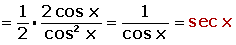 = 1/2 · 2 cos x / cos² x = 1 / cos x = sec x